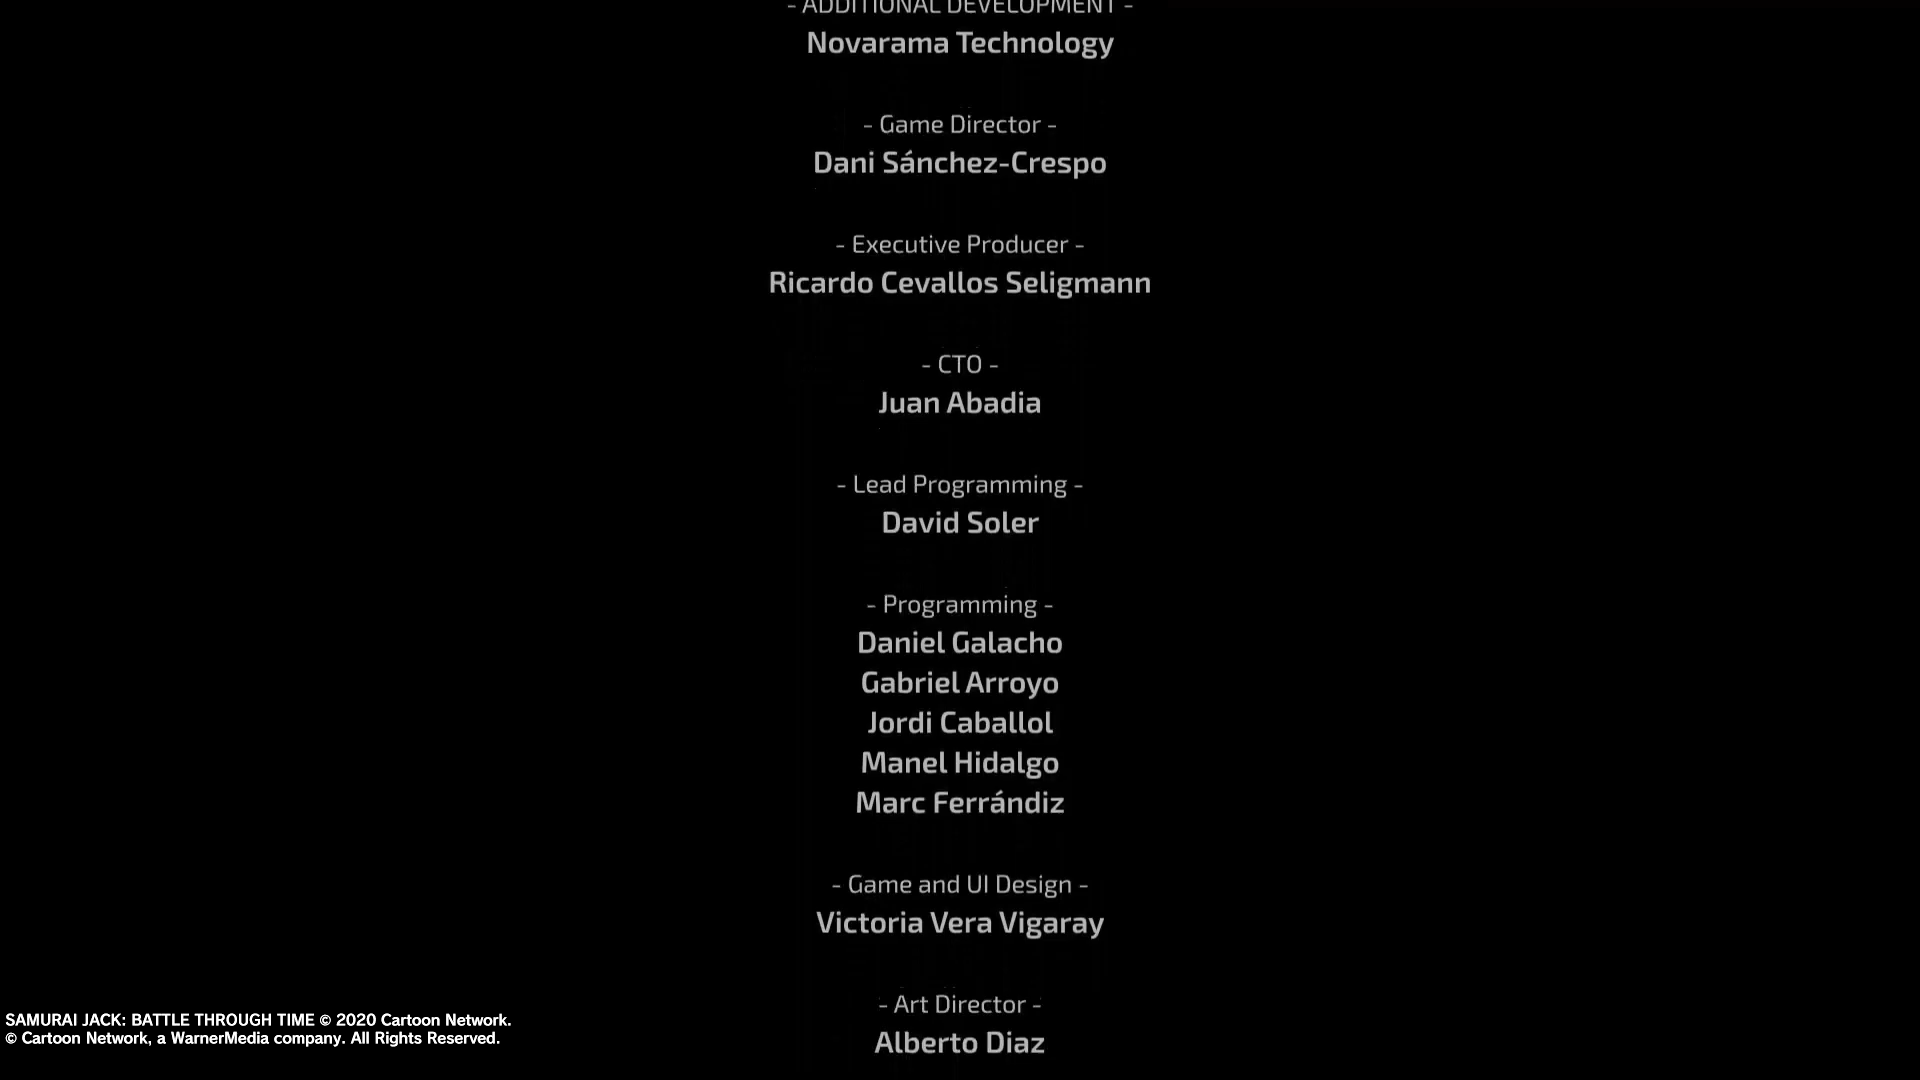 - ADDITIONAL DEVELOPMENT -
Novarama Technology
- Game Director -
Dani Sánchez-Crespo
- Executive Producer -
Ricardo Cevallos Seligmann
- CTO -
Juan Abadia
- Lead Programming -
David Soler
- Programming -
Daniel Galacho
Gabriel Arroyo
Jordi Caballol
Manel Hidalgo
Marc Ferrándiz
- Game and UI Design -
Victoria Vera Vigaray
- Art Director -
Alberto Diaz
SAMURAI JACK: BATTLE THROUGH TIME © 2020 Cartoon Network.
© Cartoon Network, a WarnerMedia company. All Rights Reserved.